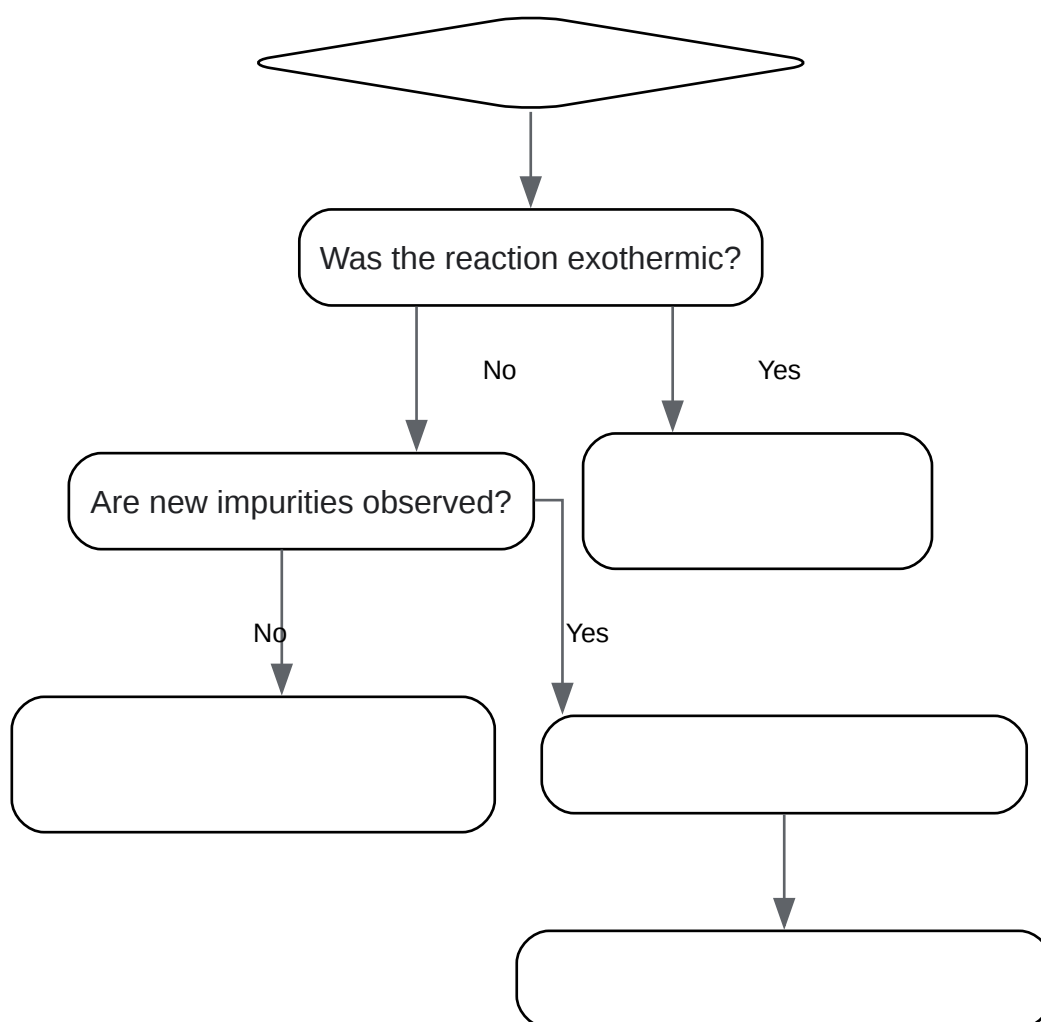 Was the reaction exothermic?
No
Yes
Are new impurities observed?
No
Yes